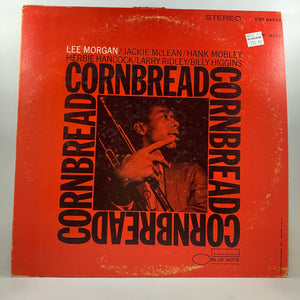 STEREO
LEE MORGAN/JACKIE McLEAN/HANK MOBLEY
HERBIE HANCOCK/LARRY RIDLEY/BILLY HIGGINS
CORNBREAD
CORNBREAD
CORNBREAD
CORNBREAD
BLUE NOTE